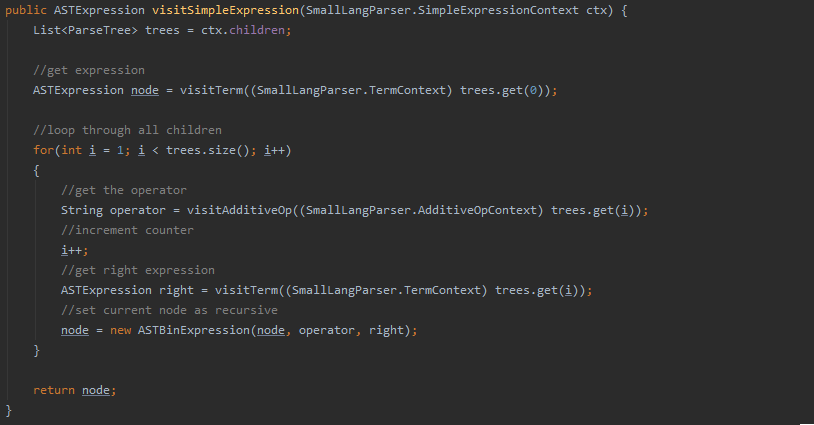 public ASTExpression visitSimpleExpression(SmallLangParser.SimpleExpressionContext ctx) {
List<ParseTree> trees = ctx.children;
//get expression
ASTExpression node = visitTerm((SmallLangParser.TermContext) trees.get(0));
//loop through all children
for(int i = 1; i < trees.size(); i++)
{
//get the operator
String operator = visitAdditiveOp((SmallLangParser.AdditiveOpContext) trees.get(i));
//increment counter
i++;
//get right expression
ASTExpression right = visitTerm((SmallLangParser.TermContext) trees.get(i));
//set current node as recursive
node = new ASTBinExpression(node, operator, right);
}
return node;
}